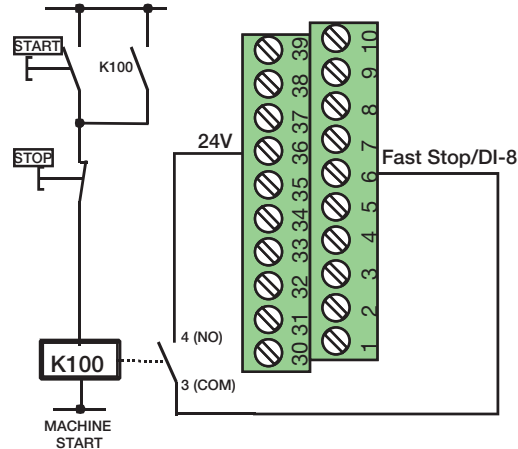 START
K100
STOP
24V
Fast Stop/DI-8
39
38
37
36
35
34
33
32
31
30
10
9
8
7
6
5
4
3
2
1
4 (NO)
3 (COM)
K100
MACHINE
START